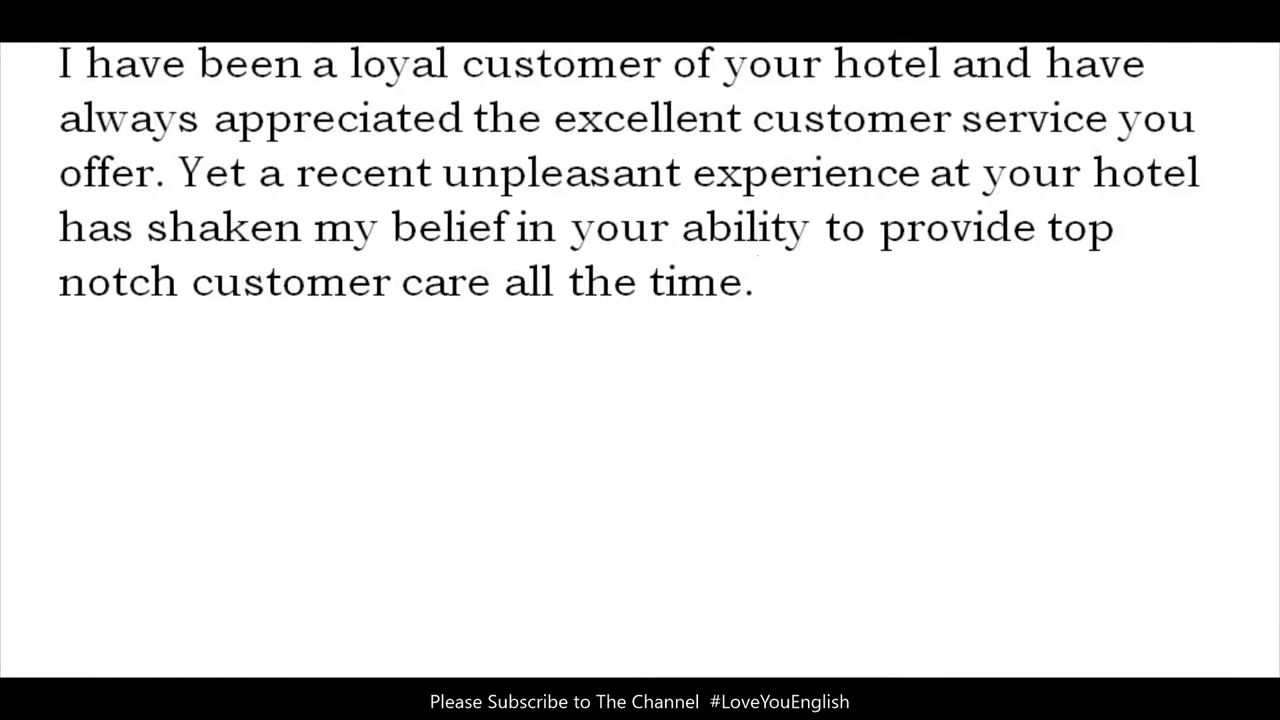 I have been a loyal customer of your hotel and have
always appreciated the excellent customer service you
offer. Yet a recent unpleasant experience at your hotel
has shaken my belief in your ability to provide top
notch customer care all the time.
Please Subscribe to The Channel #LoveYouEnglish